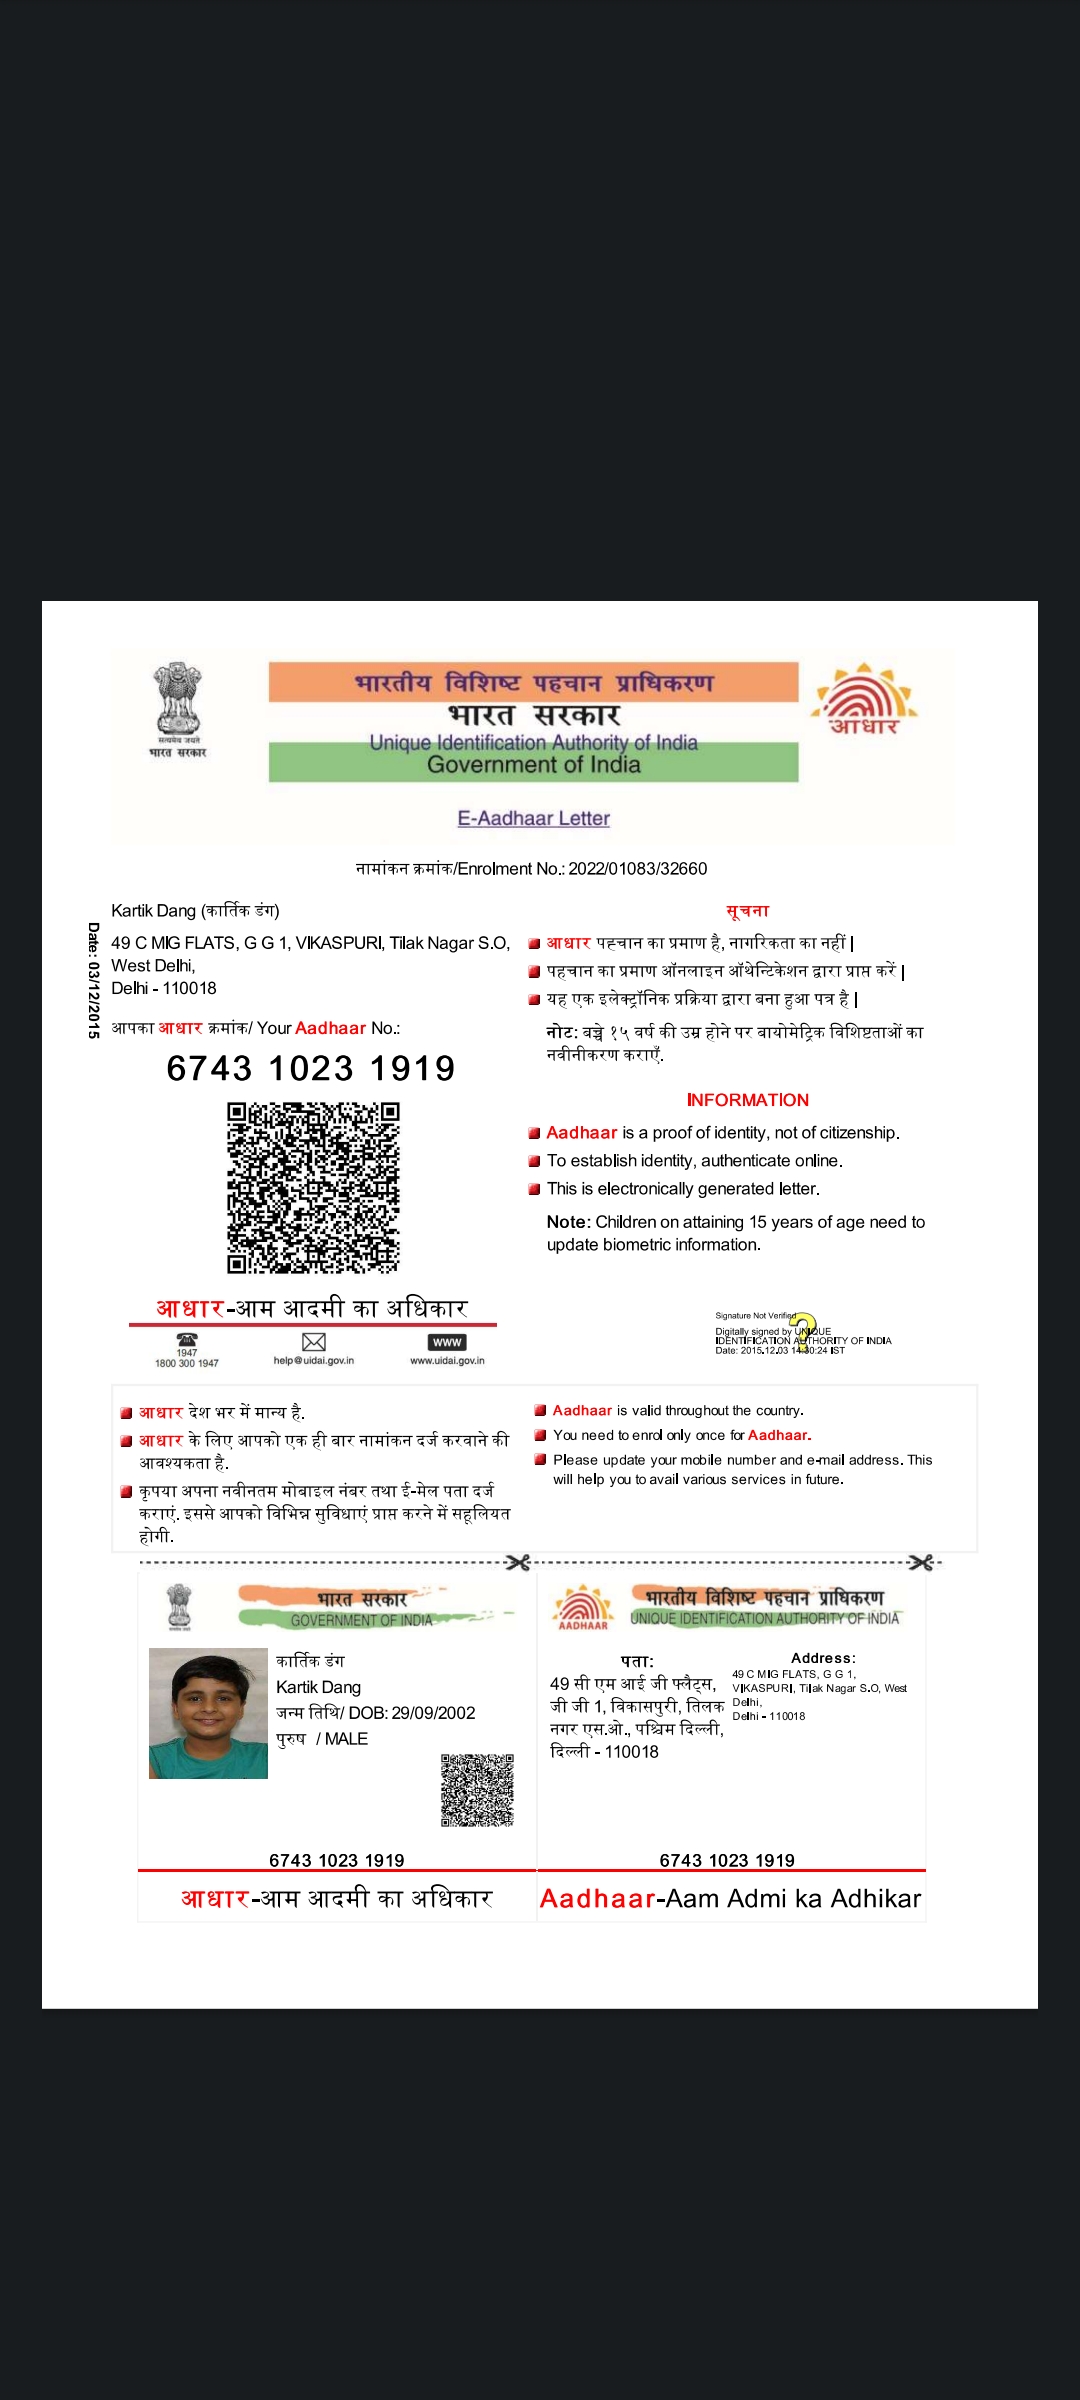 भारतीय विशिष्ट पहचान प्राधिकरण
भारत सरकार
Unique Identification Authority of India
Government of India
सत्यमेव जयते
भारत सरकार
आधार
E-Aadhaar Letter
नामांकन क्रमांक/Enrolment No.: 2022/01083/32660
Date: 03/12/2015
Kartik Dang (कार्तिक डंग)
49 C MIG FLATS, G G 1, VIKASPURI, Tilak Nagar S.O,
West Delhi,
Delhi - 110018
आपका आधार क्रमांक/ Your Aadhaar No.:
6743 1023 1919
आधार-आम आदमी का अधिकार
1947
1800 300 1947
help@uidai.gov.in
www
www.uidai.gov.in
सूचना
आधार पहचान का प्रमाण है, नागरिकता का नहीं |
पहचान का प्रमाण ऑनलाइन ऑथेन्टिकेशन द्वारा प्राप्त करें |
यह एक इलेक्ट्रॉनिक प्रक्रिया द्वारा बना हुआ पत्र है |
नोट: बच्चे १५ वर्ष की उम्र होने पर बायोमेट्रिक विशिष्टताओं का
नवीनीकरण कराएँ.
INFORMATION
Aadhaar is a proof of identity, not of citizenship.
To establish identity, authenticate online.
This is electronically generated letter.
Note: Children on attaining 15 years of age need to
update biometric information.
Signature Not Verified
Digitally signed by UNIQUE
IDENTIFICATION AUTHORITY OF INDIA
Date: 2015.12.03 14:30:24 IST
आधार देश भर में मान्य है.
आधार के लिए आपको एक ही बार नामांकन दर्ज करवाने की
आवश्यकता है.
कृपया अपना नवीनतम मोबाइल नंबर तथा ई-मेल पता दर्ज
कराएं. इससे आपको विभिन्न सुविधाएं प्राप्त करने में सहूलियत
होगी.
Aadhaar is valid throughout the country.
You need to enrol only once for Aadhaar.
Please update your mobile number and e-mail address. This
will help you to avail various services in future.
भारत सरकार
GOVERNMENT OF INDIA
कार्तिक डंग
Kartik Dang
जन्म तिथि/ DOB: 29/09/2002
पुरुष / MALE
6743 1023 1919
आधार-आम आदमी का अधिकार
AADHAAR
भारतीय विशिष्ट पहचान प्राधिकरण
UNIQUE IDENTIFICATION AUTHORITY OF INDIA
पता:
49 सी एम आई जी फ्लैट्स,
जी जी 1, विकासपुरी, तिलक
नगर एस.ओ., पश्चिम दिल्ली,
दिल्ली - 110018
Address:
49 C MIG FLATS, G G 1,
VIKASPURI, Tilak Nagar S.O, West
Delhi,
Delhi - 110018
6743 1023 1919
Aadhaar-Aam Admi ka Adhikar